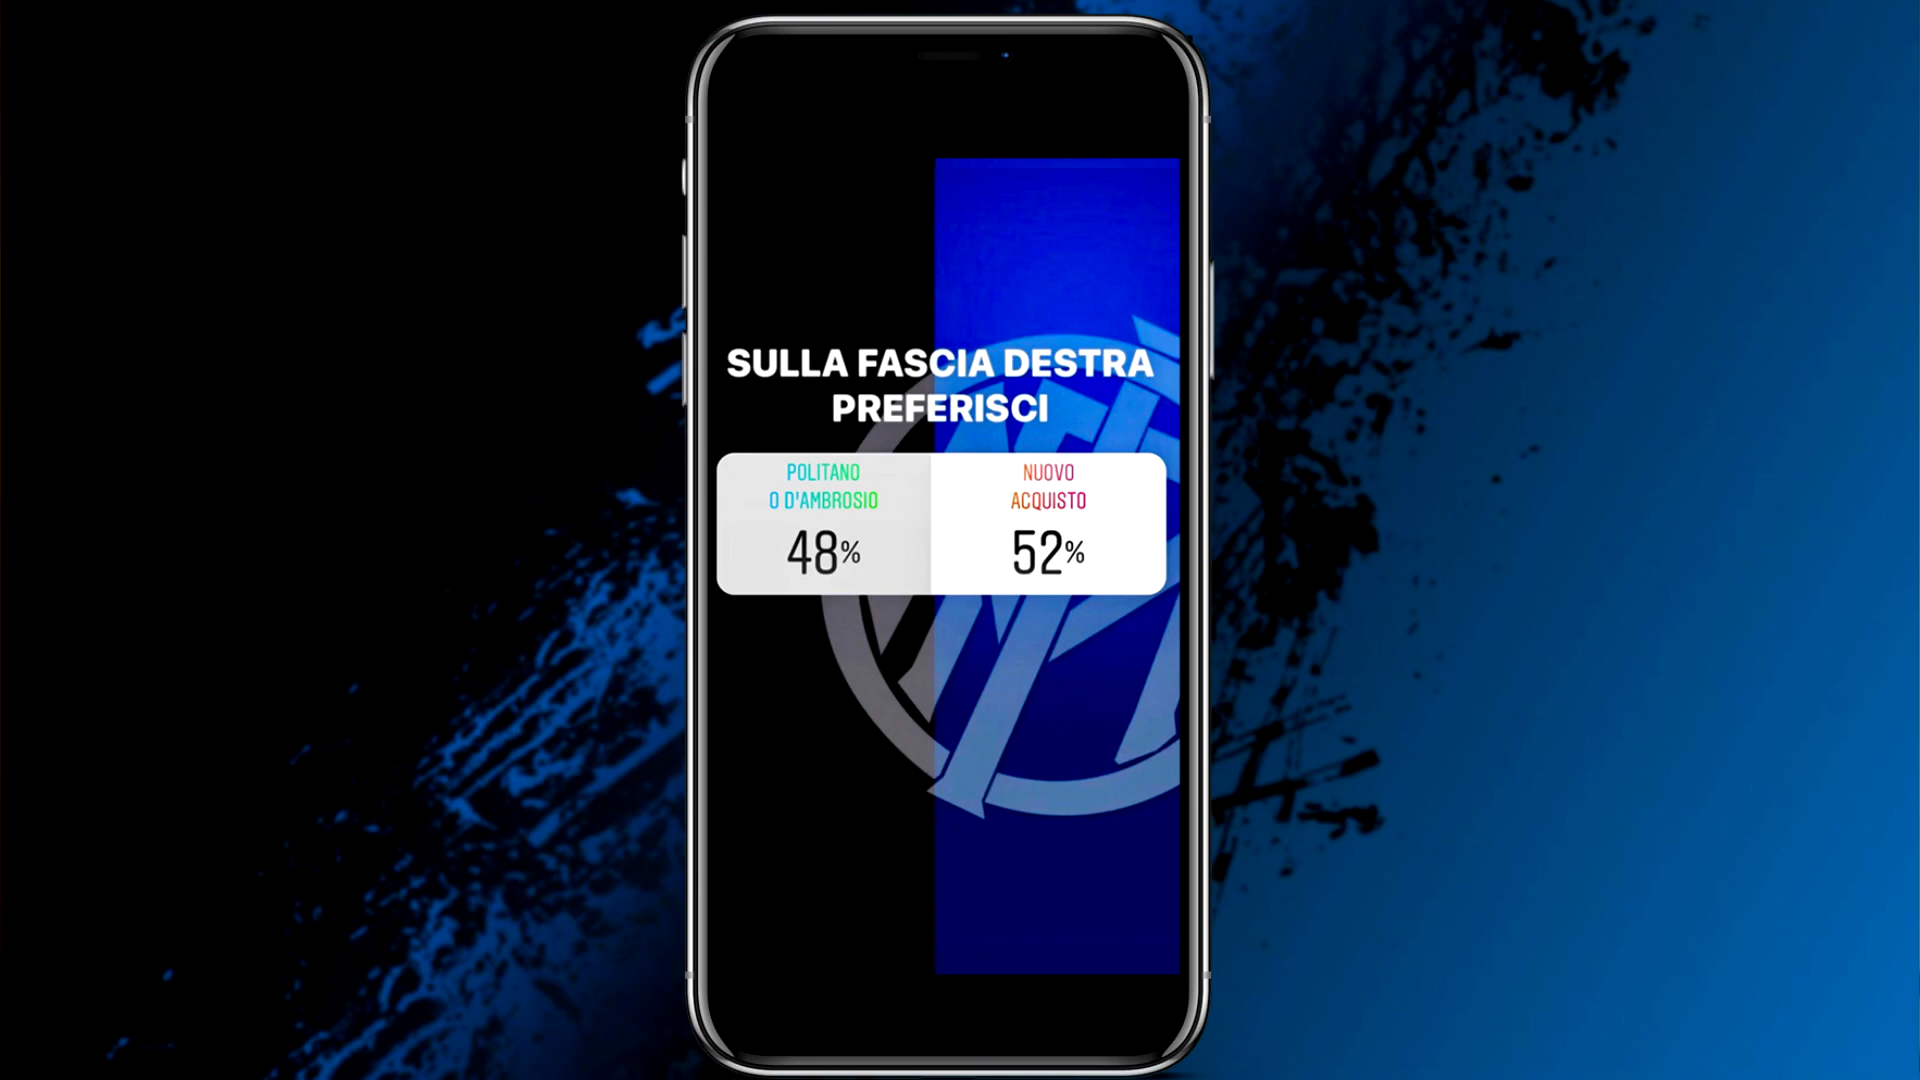 SULLA FASCIA DESTRA
PREFERISCI
POLITANO
O D'AMBROSIO
48%
NUOVO
ACQUISTO
52%